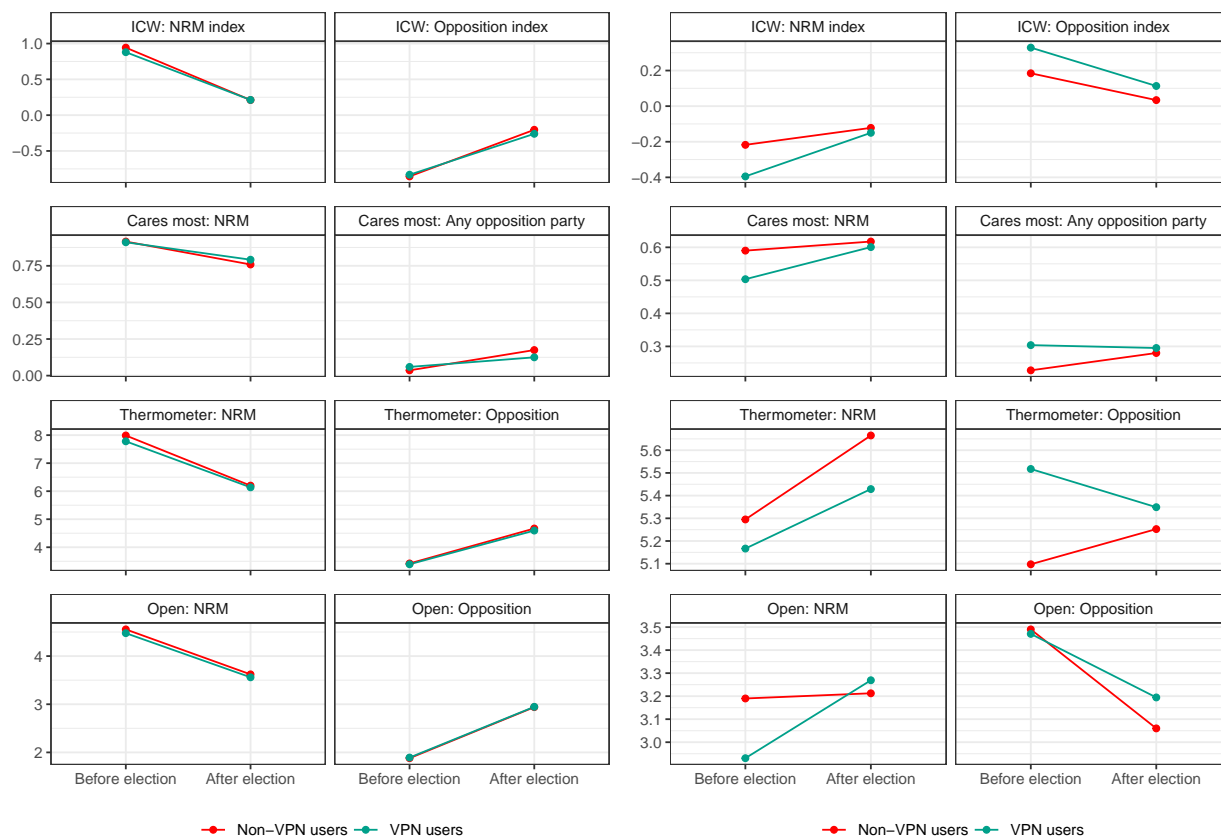 ICW: NRM index
ICW: Opposition index
1.0
0.5
0.0
−0.5
Cares most: NRM
Cares most: Any opposition party
0.75
0.50
0.25
0.00
Thermometer: NRM
Thermometer: Opposition
8
7
6
5
4
Open: NRM
Open: Opposition
4
3
2
Before election
After election
Before election
After election
Non−VPN users
VPN users
ICW: NRM index
ICW: Opposition index
0.2
0.0
−0.2
−0.4
Cares most: NRM
Cares most: Any opposition party
0.6
0.5
0.4
0.3
Thermometer: NRM
Thermometer: Opposition
5.6
5.5
5.4
5.3
5.2
5.1
Open: NRM
Open: Opposition
3.5
3.4
3.3
3.2
3.1
3.0
Before election
After election
Before election
After election
Non−VPN users
VPN users